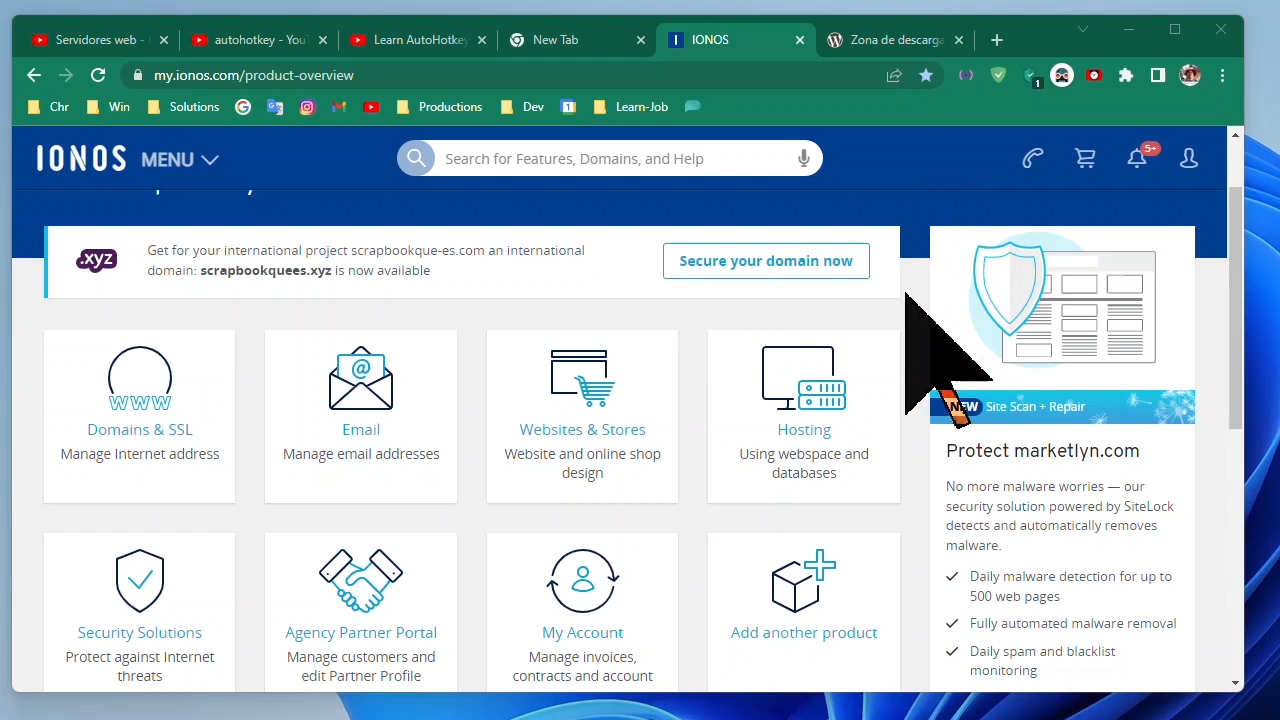 Servidores web -
autohotkey - You
Learn AutoHotkey
New Tab
IONOS
Zona de descarga
my.ionos.com/product-overview
1
Chr
Win
Solutions
Productions
Dev
1
Learn-Job
IONOS
MENU
Search for Features, Domains, and Help
5+
.xyz
Get for your international project scrapbookque-es.com an international
domain: scrapbookquees.xyz is now available
Secure your domain now
www
Domains & SSL
Manage Internet address
@
Email
Manage email addresses
Websites & Stores
Website and online shop
design
Hosting
Using webspace and
databases
NEW Site Scan + Repair
Protect marketlyn.com
No more malware worries — our
security solution powered by SiteLock
detects and automatically removes
malware.
Daily malware detection for up to
500 web pages
Fully automated malware removal
Daily spam and blacklist
monitoring
Security Solutions
Protect against Internet
threats
Agency Partner Portal
Manage customers and
edit Partner Profile
My Account
Manage invoices,
contracts and account
Add another product